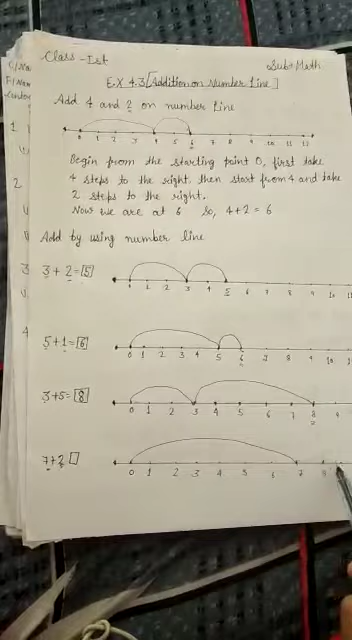 Class - Ist
Sub:- Math
E.X 4.3 [Addition on Number Line]
Add 4 and 2 on number line
0 1 2 3 4 5 6 7 8 9 10 11 12
Begin from the starting point 0, first take
4 steps to the right, then start from 4 and take
2 steps to the right.
Now we are at 6 So, 4+2 = 6
Add by using number line
3 + 2 = 5
0 1 2 3 4 5 6 7 8 9 10
5 + 1 = 6
0 1 2 3 4 5 6 7 8 9 10
3+5 = 8
0 1 2 3 4 5 6 7 8 9
7+2
0 1 2 3 4 5 6 7 8